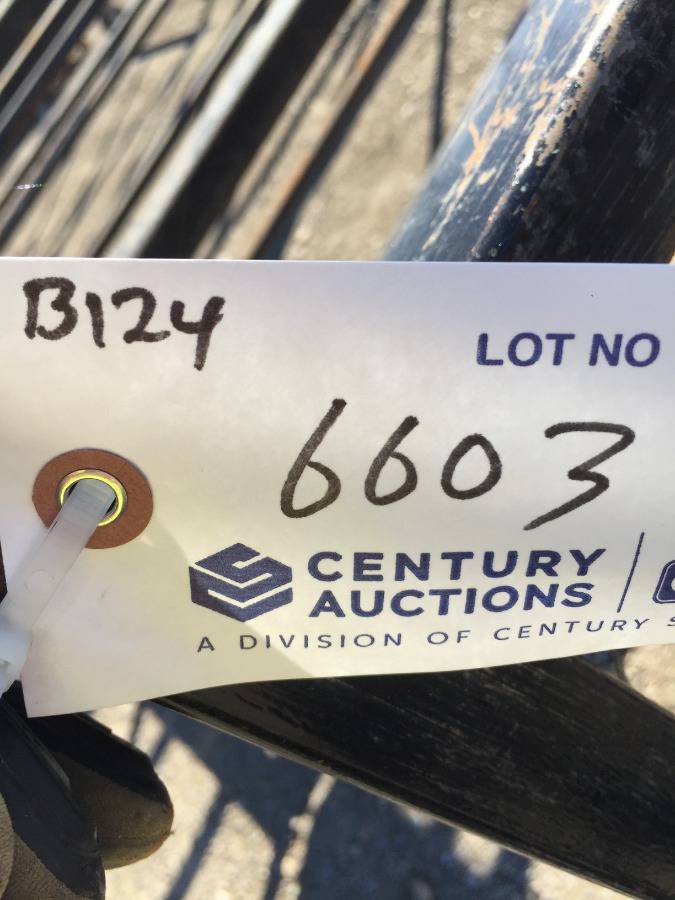 B124
LOT NO
6603
CENTURY
AUCTIONS
A DIVISION OF CENTURY